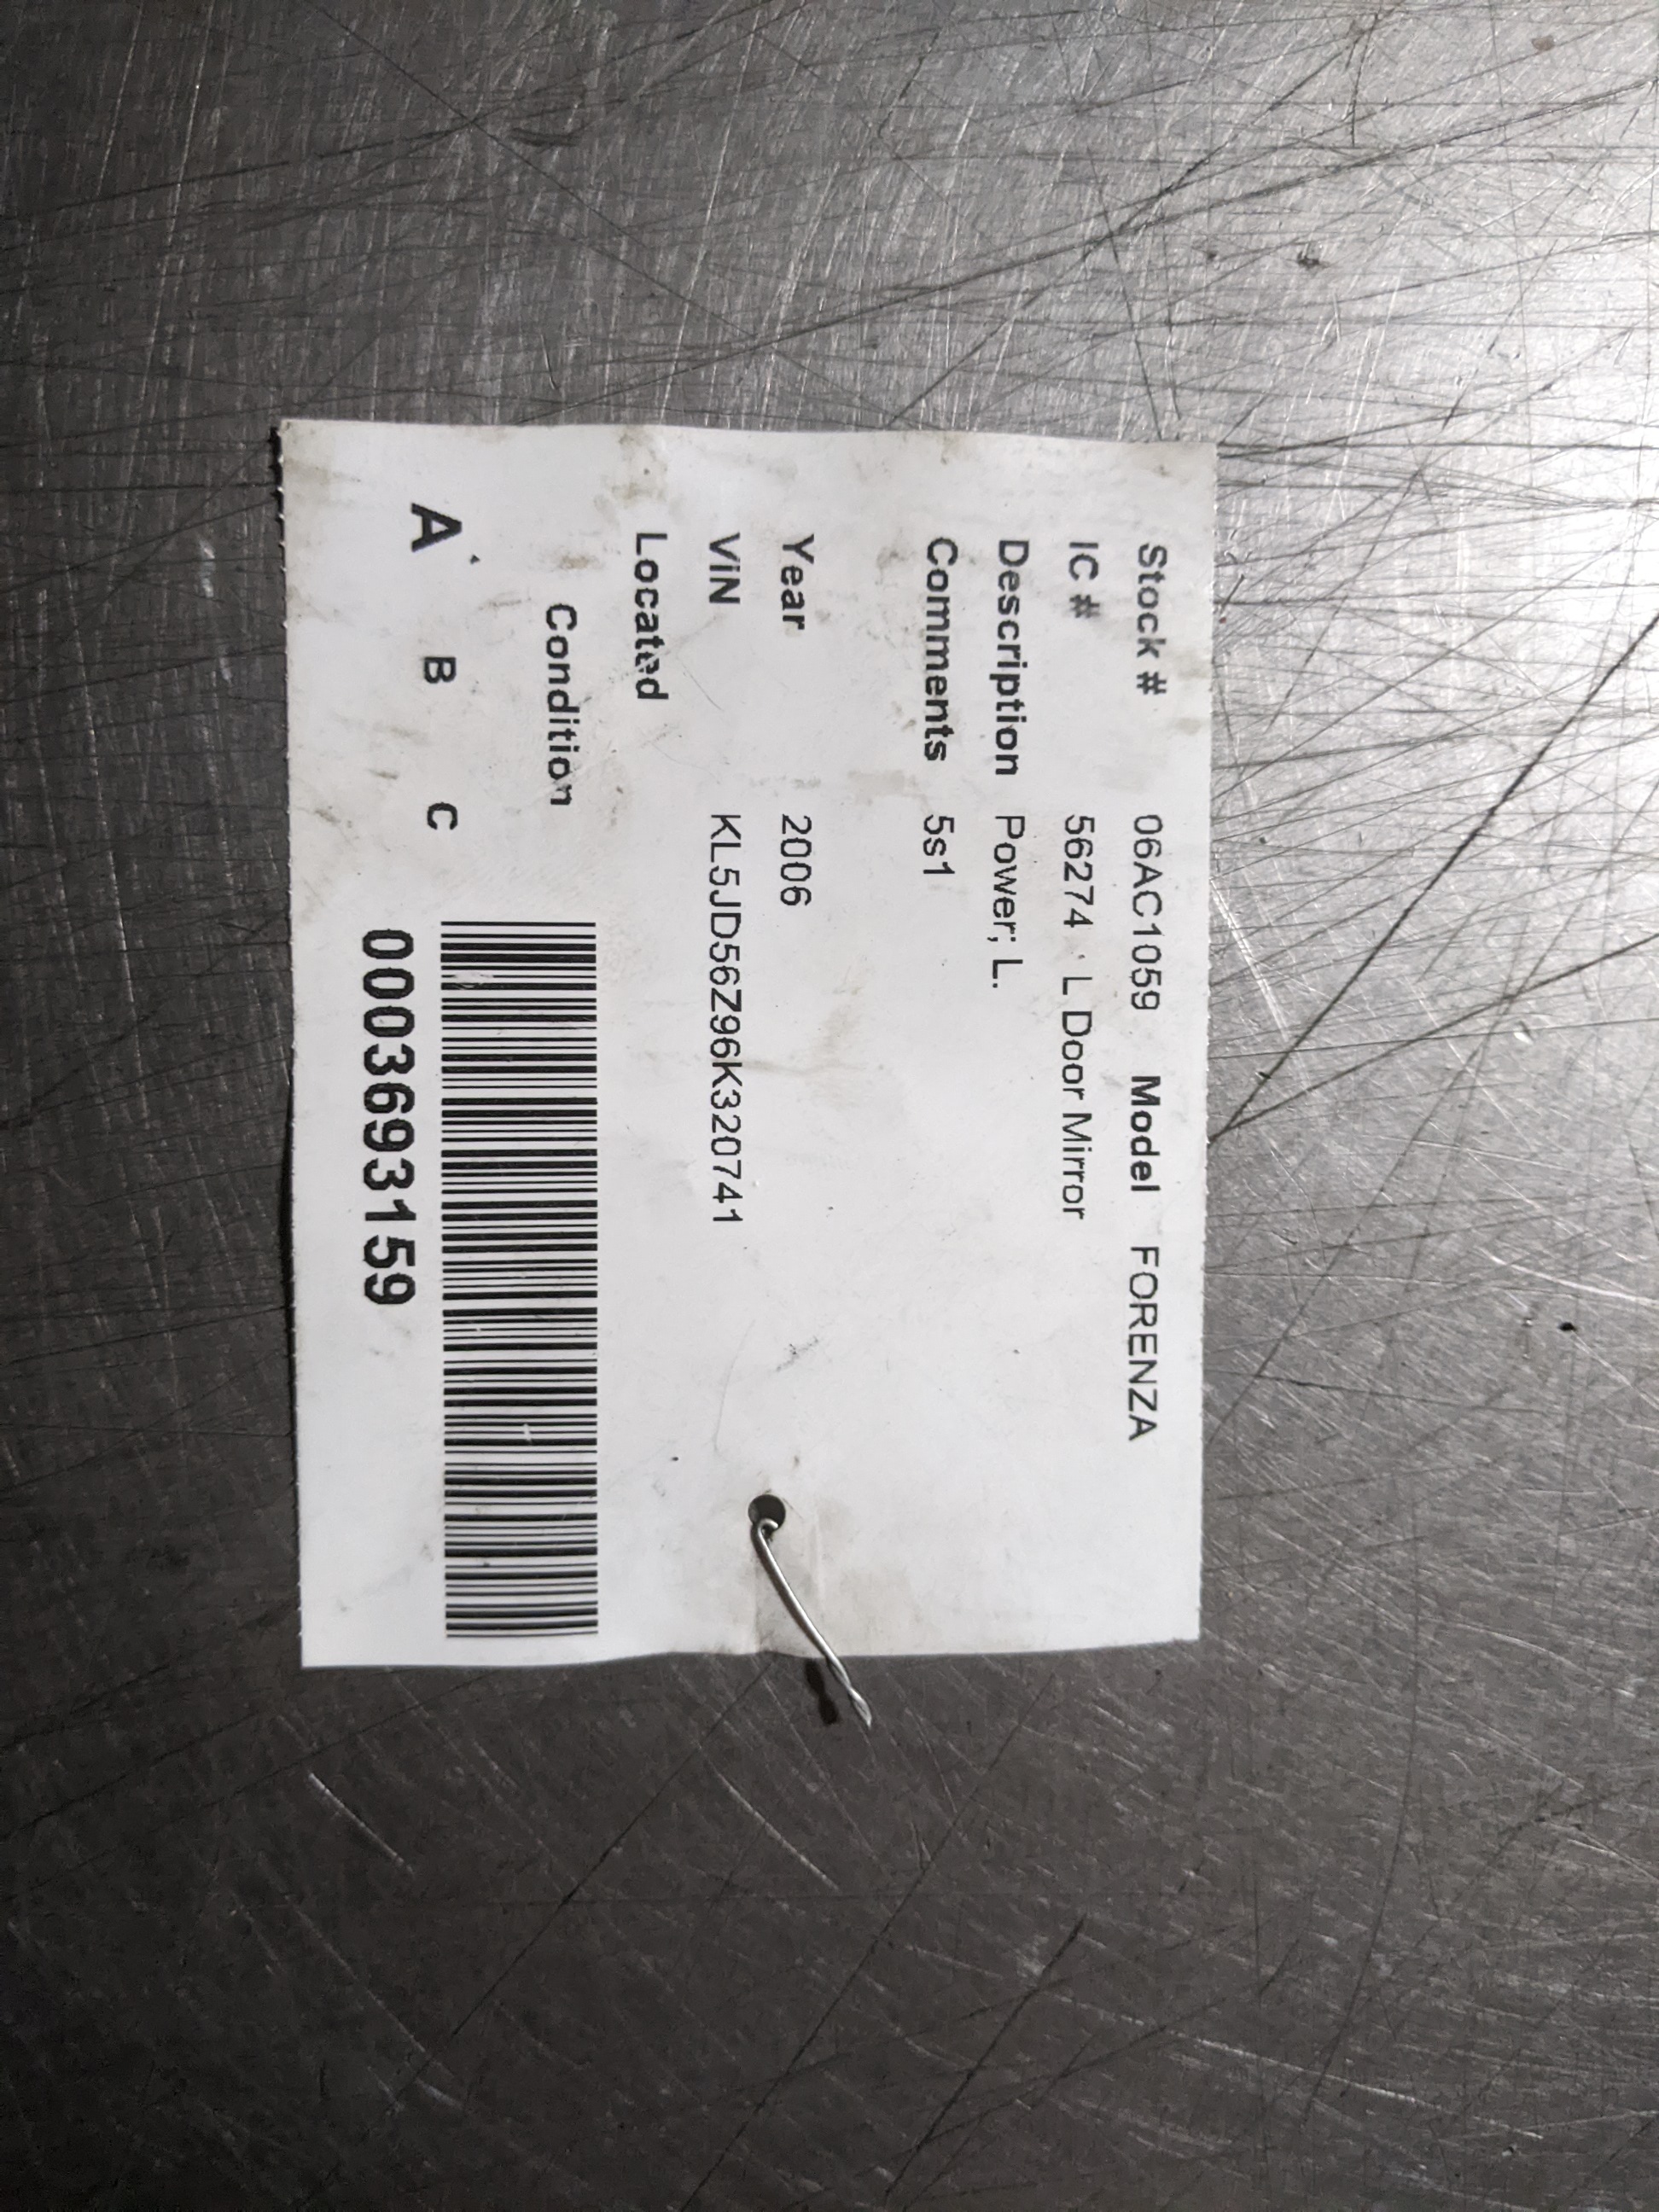 Stock # 06AC1059 Model FORENZA
IC # 56274 L Door Mirror
Description Power; L.
Comments 5s1
Year 2006
ViN KL5JD56Z96K320741
Located
Condition
A B C
0003693159